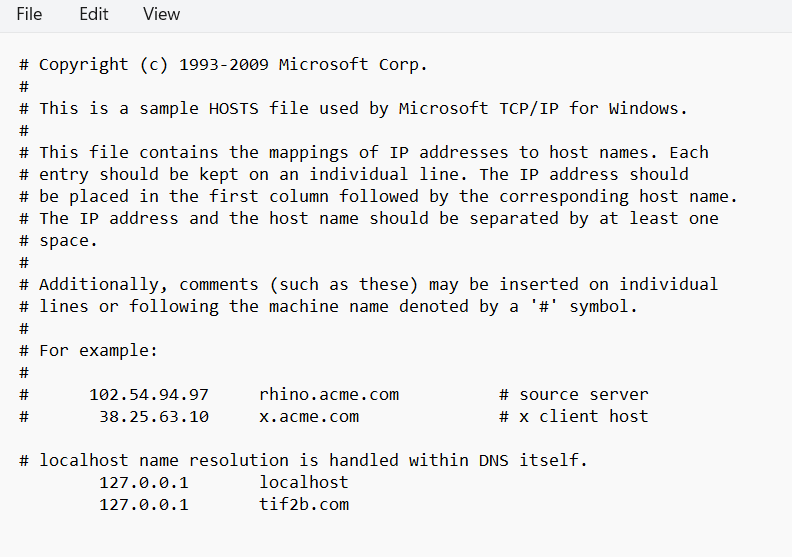 File Edit View
# Copyright (c) 1993-2009 Microsoft Corp.
#
# This is a sample HOSTS file used by Microsoft TCP/IP for Windows.
#
# This file contains the mappings of IP addresses to host names. Each
# entry should be kept on an individual line. The IP address should
# be placed in the first column followed by the corresponding host name.
# The IP address and the host name should be separated by at least one
# space.
#
# Additionally, comments (such as these) may be inserted on individual
# lines or following the machine name denoted by a '#' symbol.
#
# For example:
#
#      102.54.94.97     rhino.acme.com          # source server
#       38.25.63.10     x.acme.com              # x client host

# localhost name resolution is handled within DNS itself.
        127.0.0.1       localhost
        127.0.0.1       tif2b.com